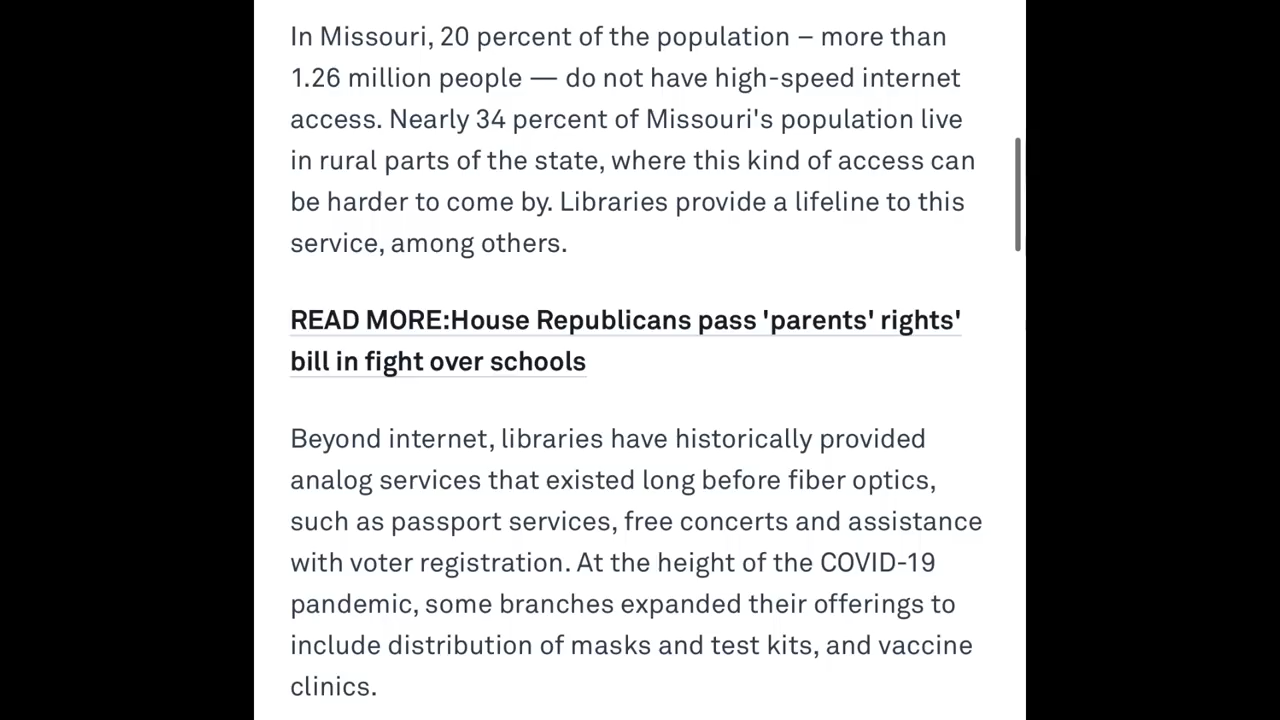 In Missouri, 20 percent of the population – more than
1.26 million people — do not have high-speed internet
access. Nearly 34 percent of Missouri's population live
in rural parts of the state, where this kind of access can
be harder to come by. Libraries provide a lifeline to this
service, among others.
READ MORE:House Republicans pass 'parents' rights'
bill in fight over schools
Beyond internet, libraries have historically provided
analog services that existed long before fiber optics,
such as passport services, free concerts and assistance
with voter registration. At the height of the COVID-19
pandemic, some branches expanded their offerings to
include distribution of masks and test kits, and vaccine
clinics.